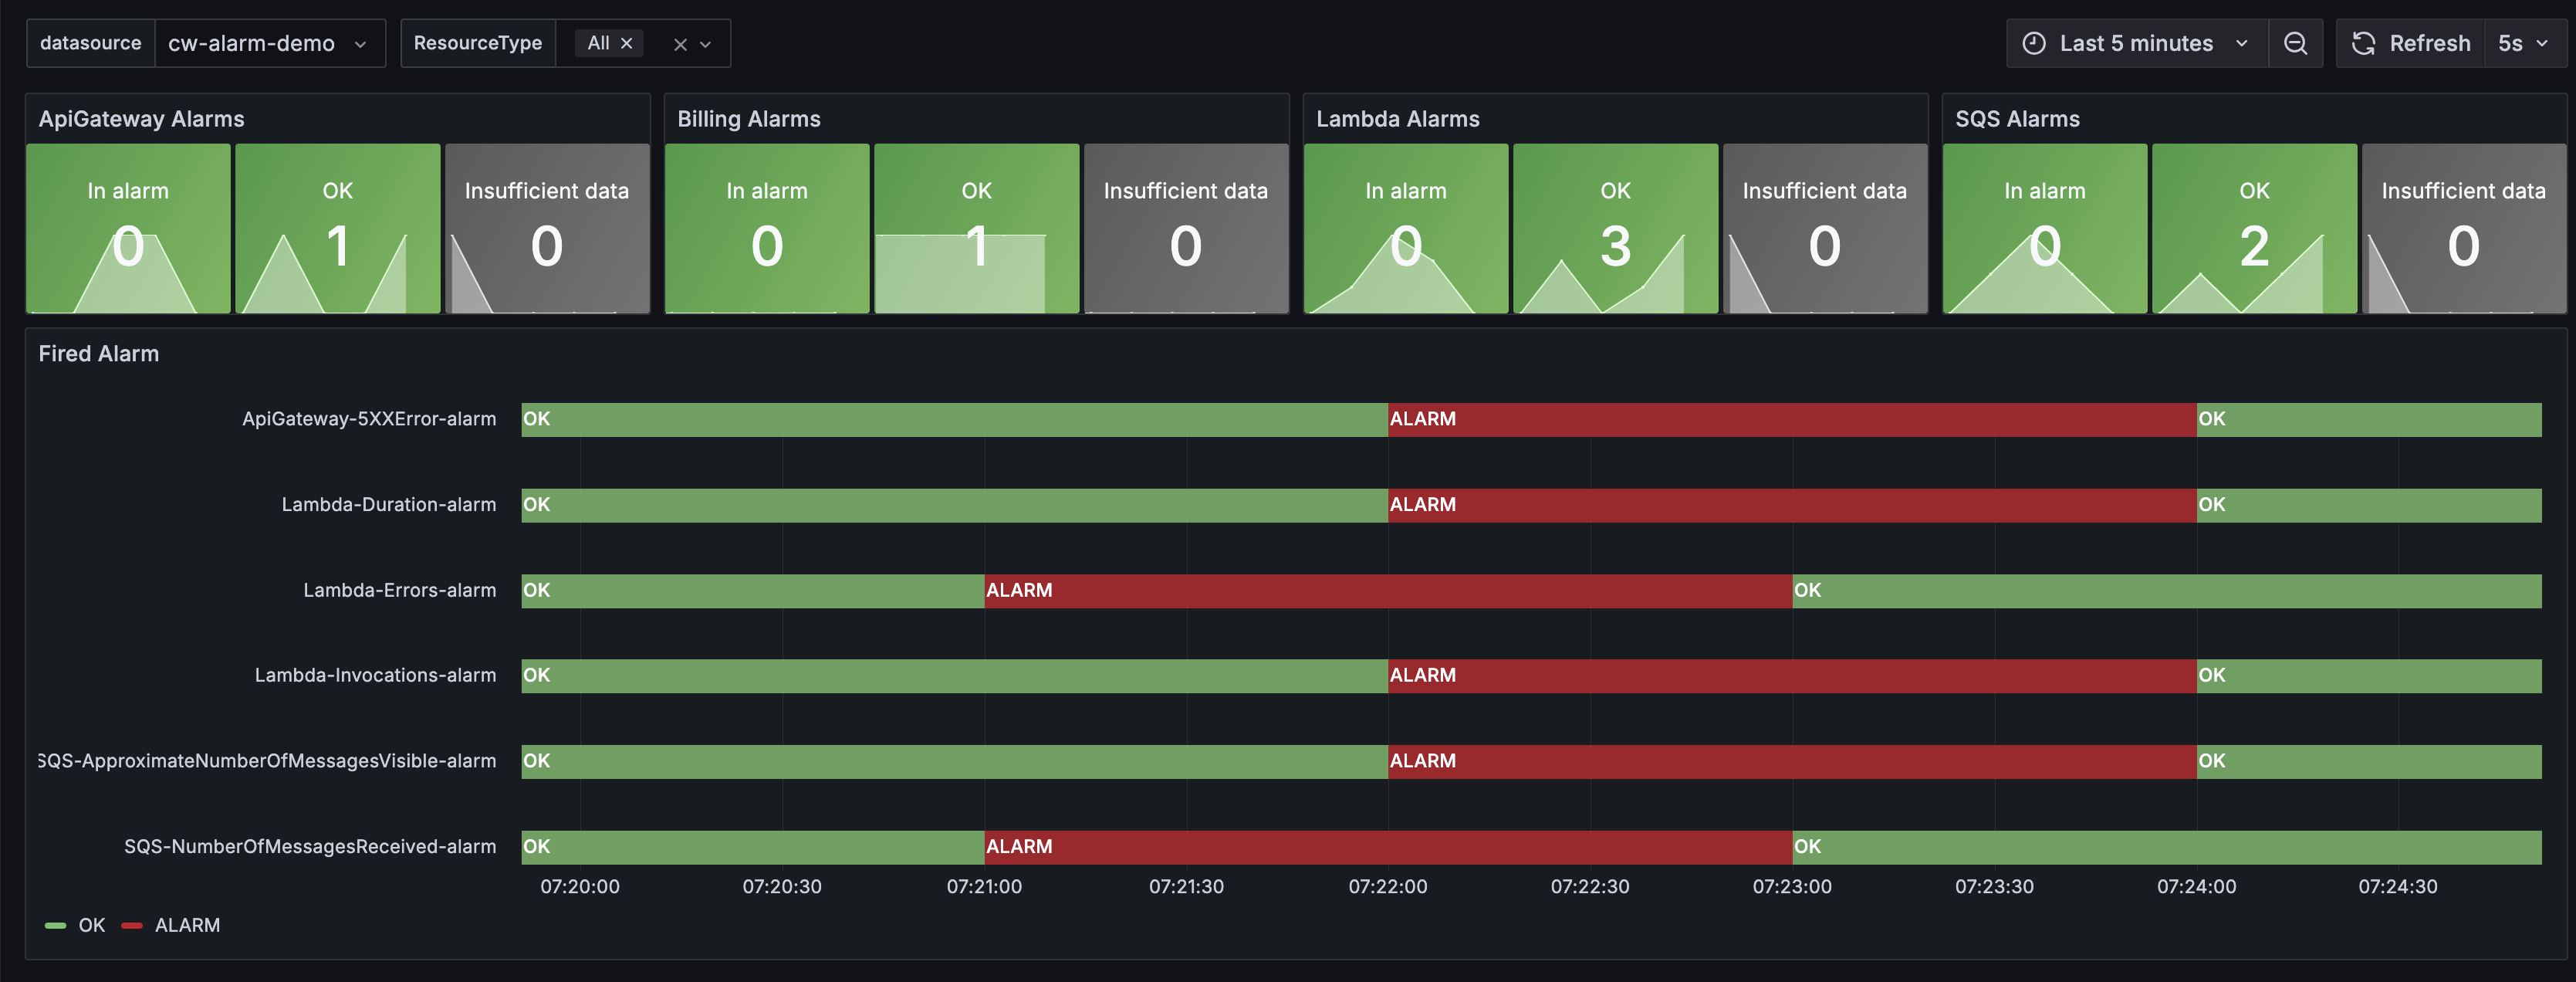 datasource cw-alarm-demo ResourceType All Last 5 minutes Refresh 5s
ApiGateway Alarms Billing Alarms Lambda Alarms SQS Alarms
In alarm OK Insufficient data In alarm OK Insufficient data In alarm OK Insufficient data In alarm OK Insufficient data
0 1 0 0 1 0 0 3 0 0 2 0
Fired Alarm
ApiGateway-5XXError-alarm OK ALARM OK
Lambda-Duration-alarm OK ALARM OK
Lambda-Errors-alarm OK ALARM OK
Lambda-Invocations-alarm OK ALARM OK
SQS-ApproximateNumberOfMessagesVisible-alarm OK ALARM OK
SQS-NumberOfMessagesReceived-alarm OK ALARM OK
07:20:00 07:20:30 07:21:00 07:21:30 07:22:00 07:22:30 07:23:00 07:23:30 07:24:00 07:24:30
OK ALARM